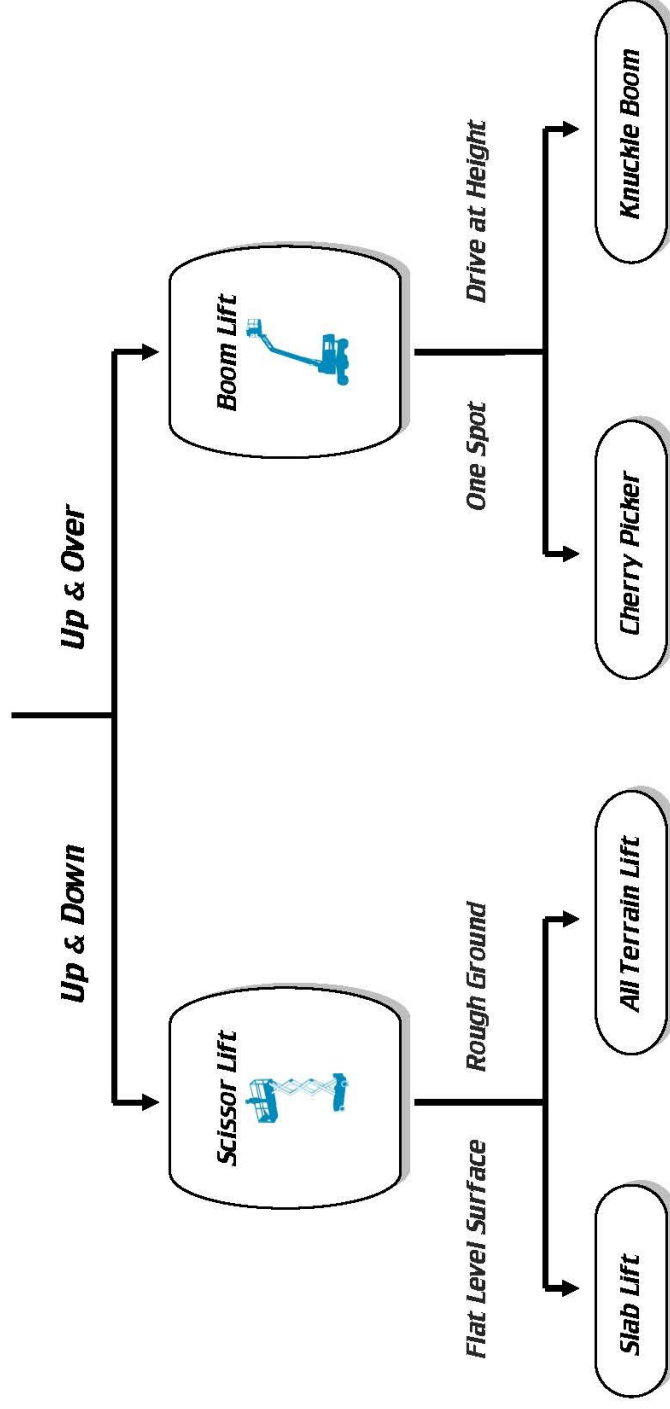 Up & Down
Up & Over
Scissor Lift
Boom Lift
Flat Level Surface
Rough Ground
One Spot
Drive at Height
Slab Lift
All Terrain Lift
Cherry Picker
Knuckle Boom